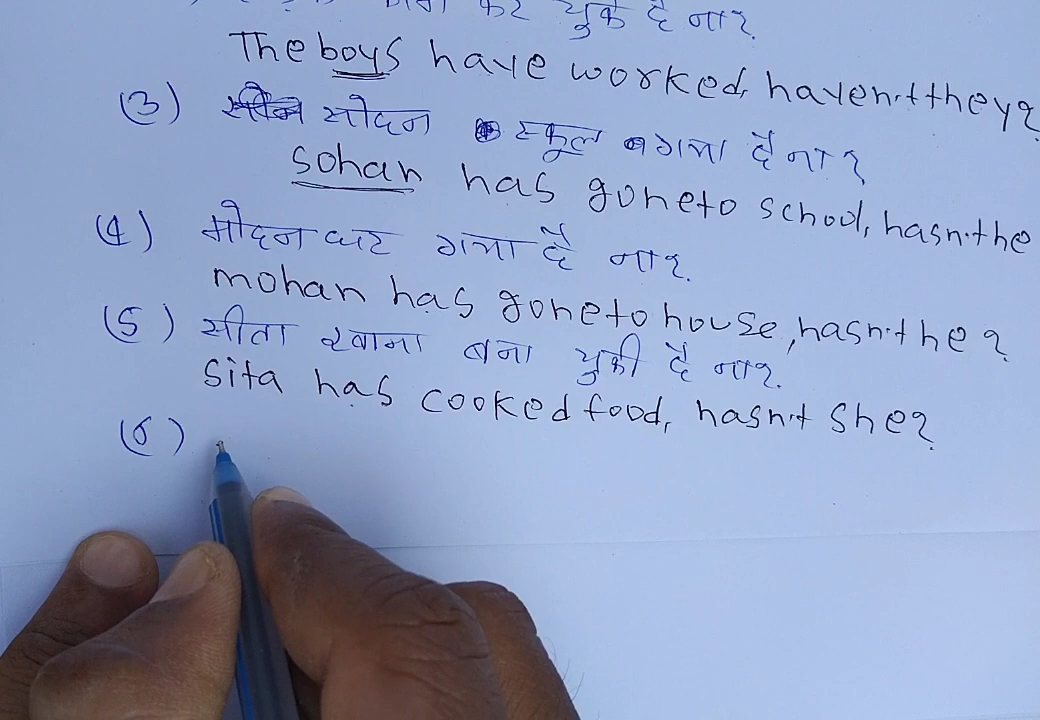 कर चुके है ना?
The boys have worked, haven't they?
(3) सोहन स्कूल गया है ना?
sohan has gone to school, hasn't he
(4) मोहन घर गया है ना?
mohan has gone to house, hasn't he?
(5) सीता खाना बना चुकी है ना?
Sita has cooked food, hasn't she?
(6)